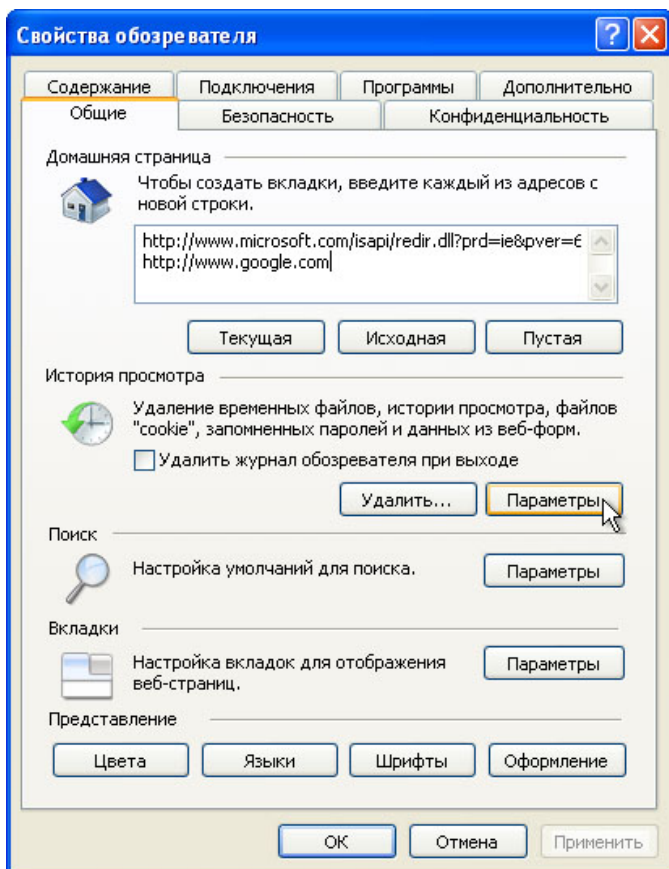 Свойства обозревателя
Содержание Подключения Программы Дополнительно
Общие Безопасность Конфиденциальность
Домашняя страница
Чтобы создать вкладки, введите каждый из адресов с
новой строки.
http://www.microsoft.com/isapi/redir.dll?prd=ie&pver=6
http://www.google.com
Текущая Исходная Пустая
История просмотра
Удаление временных файлов, истории просмотра, файлов
"cookie", запомненных паролей и данных из веб-форм.
Удалить журнал обозревателя при выходе
Удалить... Параметры
Поиск
Настройка умолчаний для поиска.
Параметры
Вкладки
Настройка вкладок для отображения
веб-страниц.
Параметры
Представление
Цвета Языки Шрифты Оформление
ОК Отмена Применить